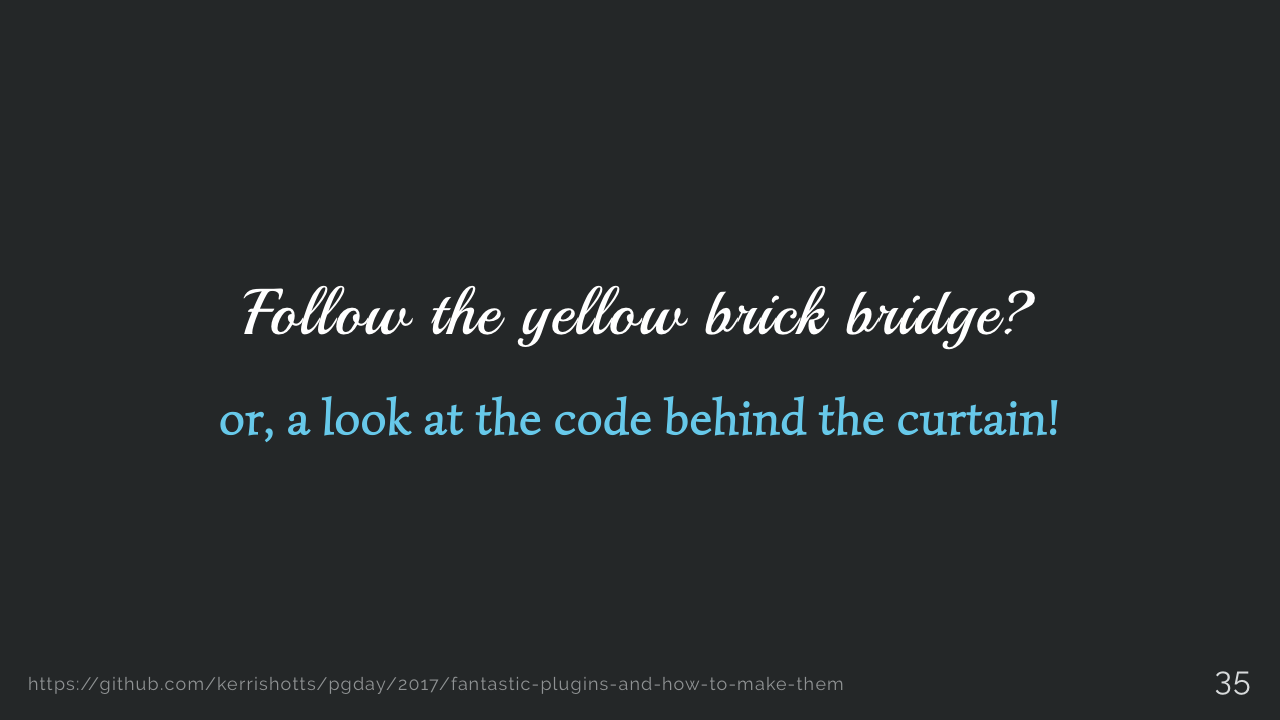 Follow the yellow brick bridge?
or, a look at the code behind the curtain!
https://github.com/kerrishotts/pgday/2017/fantastic-plugins-and-how-to-make-them
35